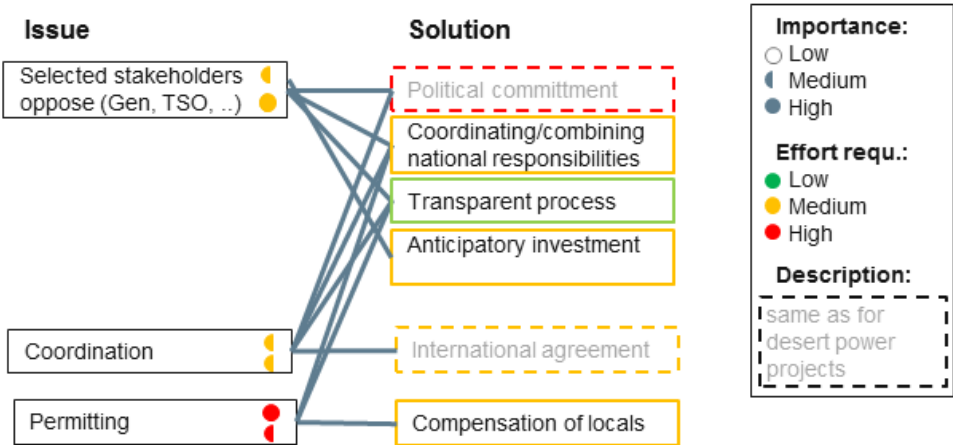 Issue
Solution
Selected stakeholders
oppose (Gen, TSO, ..)
Coordination
Permitting
Political committment
Coordinating/combining
national responsibilities
Transparent process
Anticipatory investment
International agreement
Compensation of locals
Importance:
Low
Medium
High
Effort requ.:
Low
Medium
High
Description:
same as for
desert power
projects